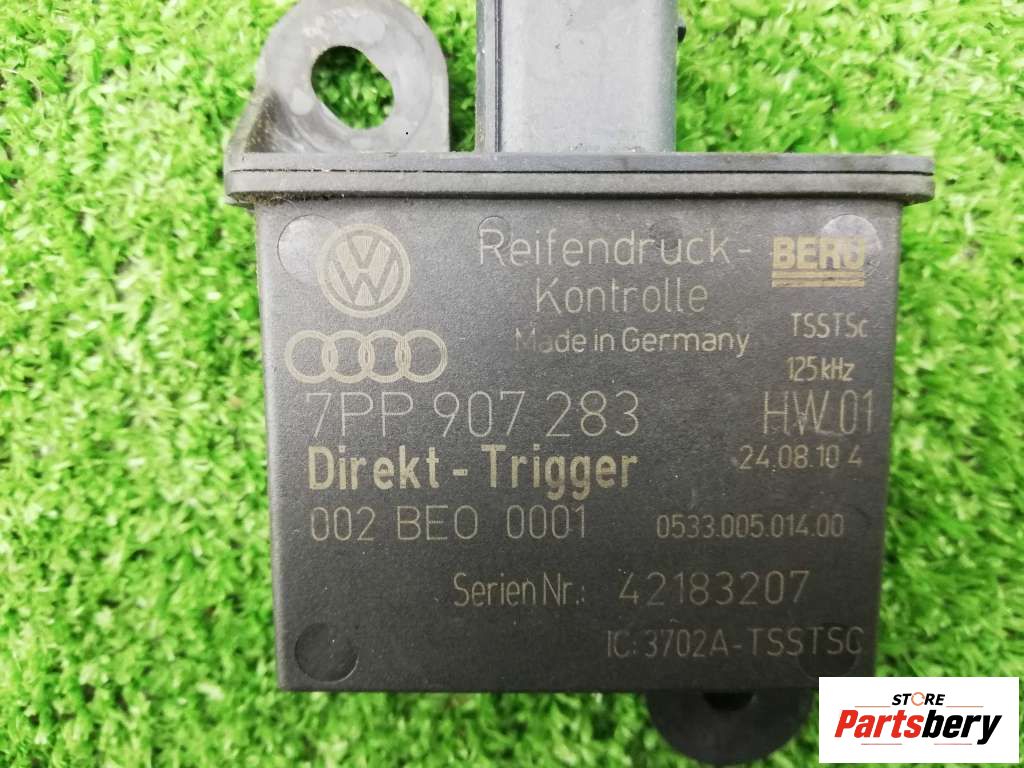 Reifendruck-
Kontrolle
BERU
Made in Germany
TSSTSc
125 kHz
7PP 907 283
HW 01
Direkt - Trigger
24.08.10 4
002 BEO 0001
0533.005.014.00
Serien Nr.: 42183207
IC: 3702A-TSSTSC
STORE
Partsbery